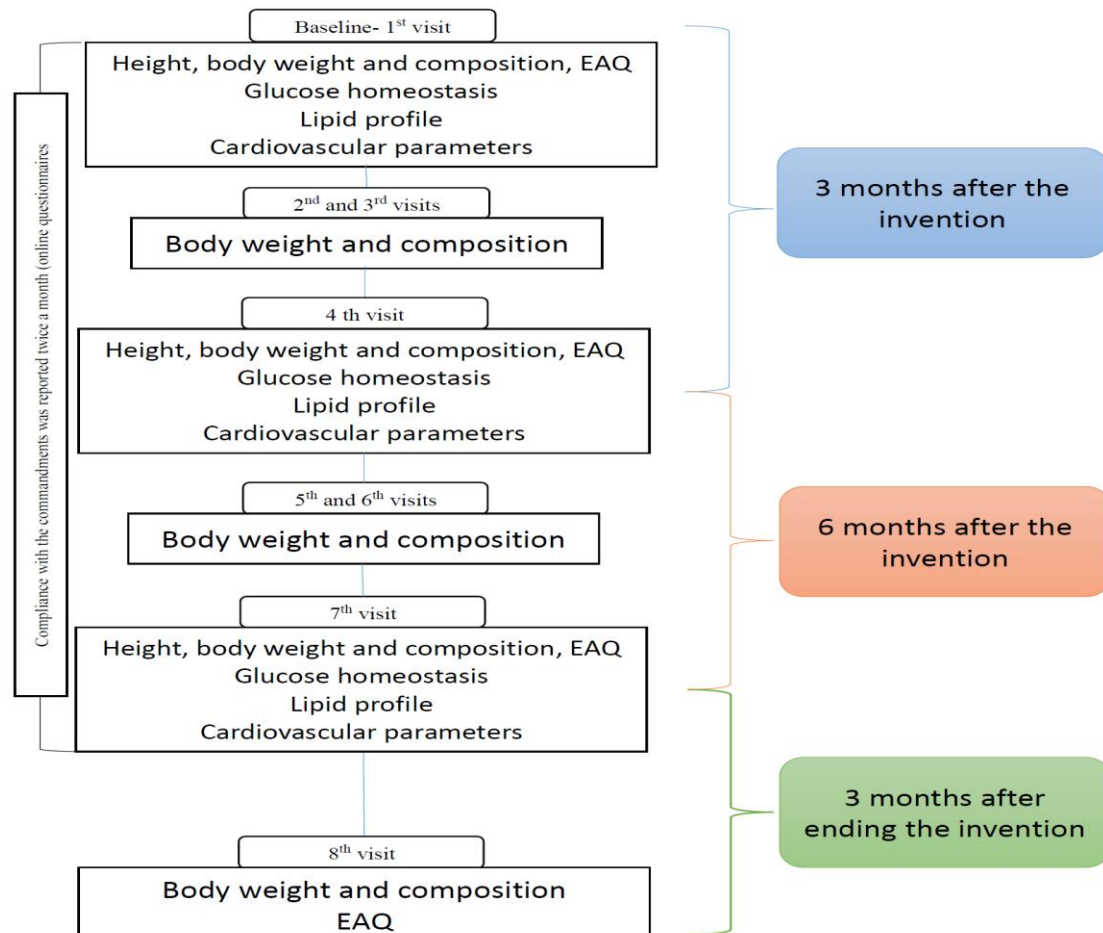 Baseline- 1st visit
Height, body weight and composition, EAQ
Glucose homeostasis
Lipid profile
Cardiovascular parameters
2nd and 3rd visits
Body weight and composition
4 th visit
Height, body weight and composition, EAQ
Glucose homeostasis
Lipid profile
Cardiovascular parameters
5th and 6th visits
Body weight and composition
7th visit
Height, body weight and composition, EAQ
Glucose homeostasis
Lipid profile
Cardiovascular parameters
8th visit
Body weight and composition
EAQ
Compliance with the commandments was reported twice a month (online questionnaires
3 months after the
invention
6 months after the
invention
3 months after
ending the invention